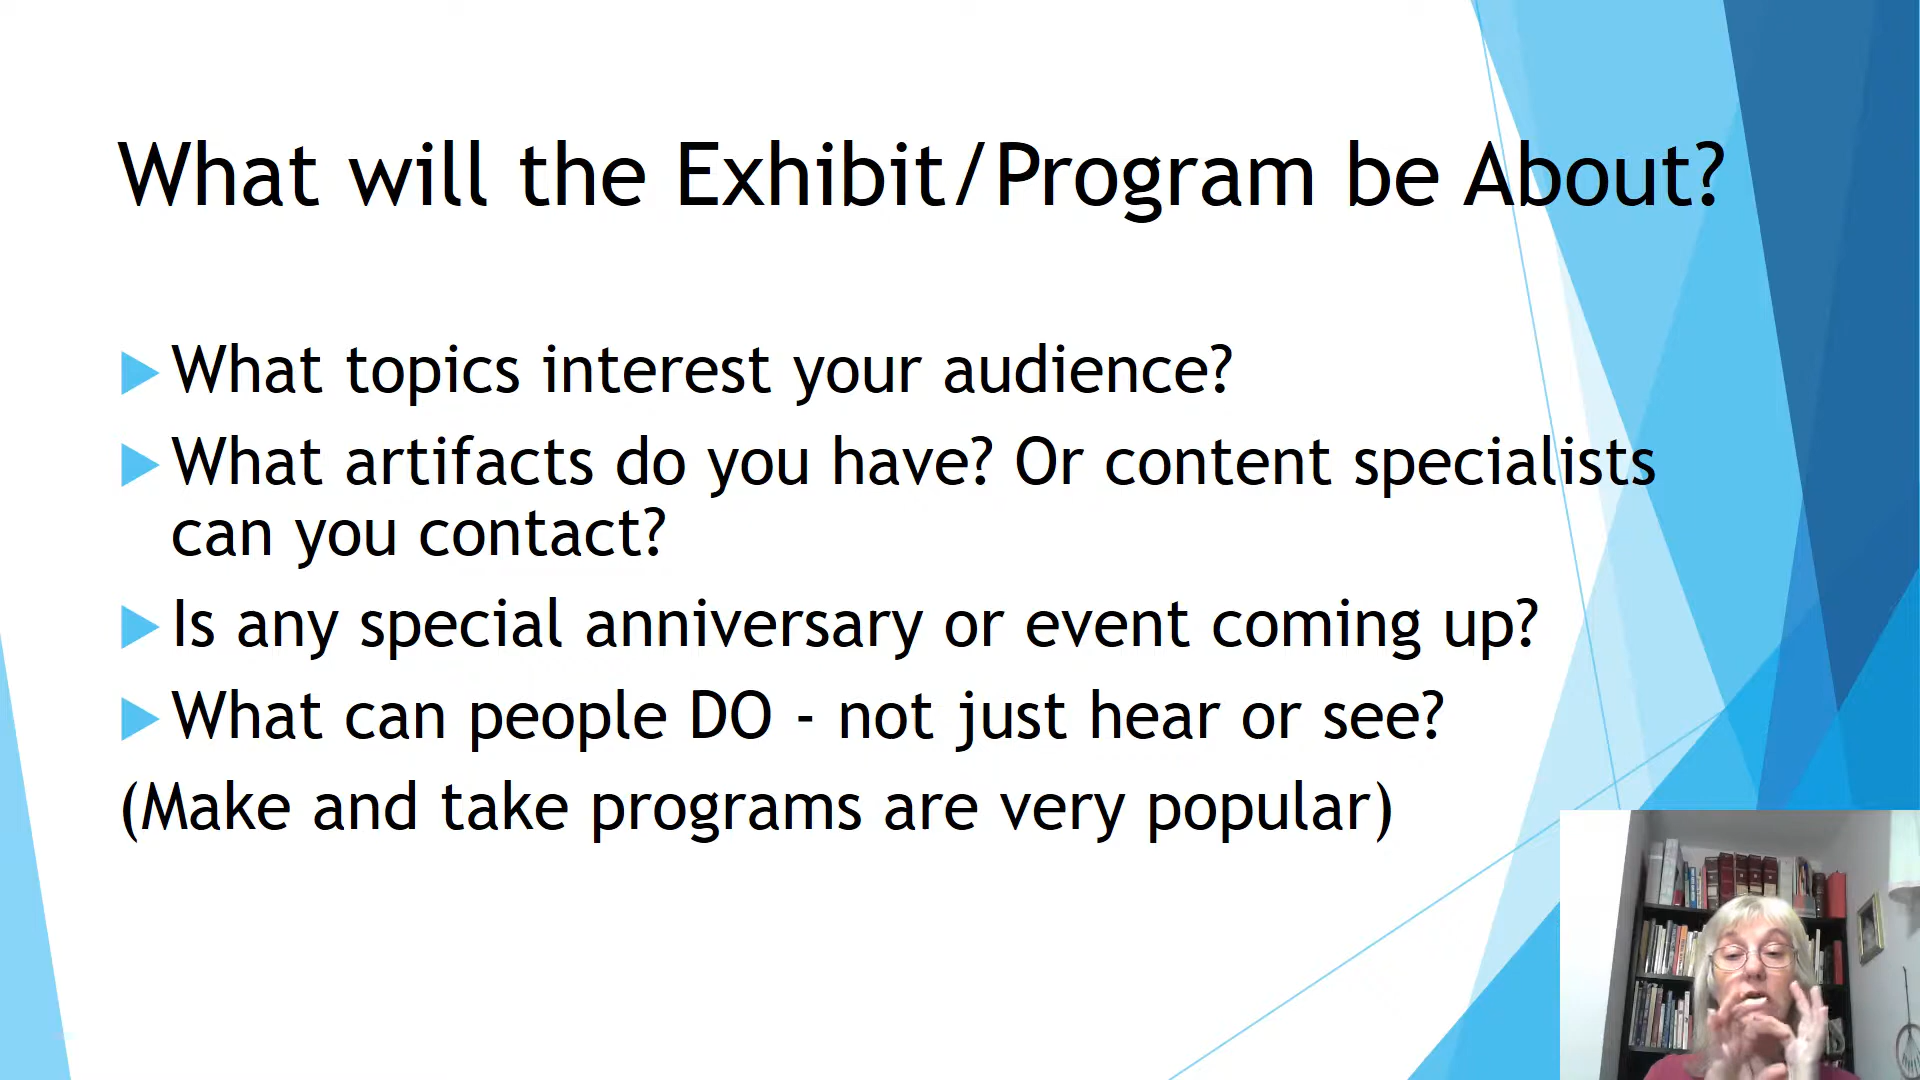 What will the Exhibit/Program be About?
What topics interest your audience?
What artifacts do you have? Or content specialists
can you contact?
Is any special anniversary or event coming up?
What can people DO - not just hear or see?
(Make and take programs are very popular)